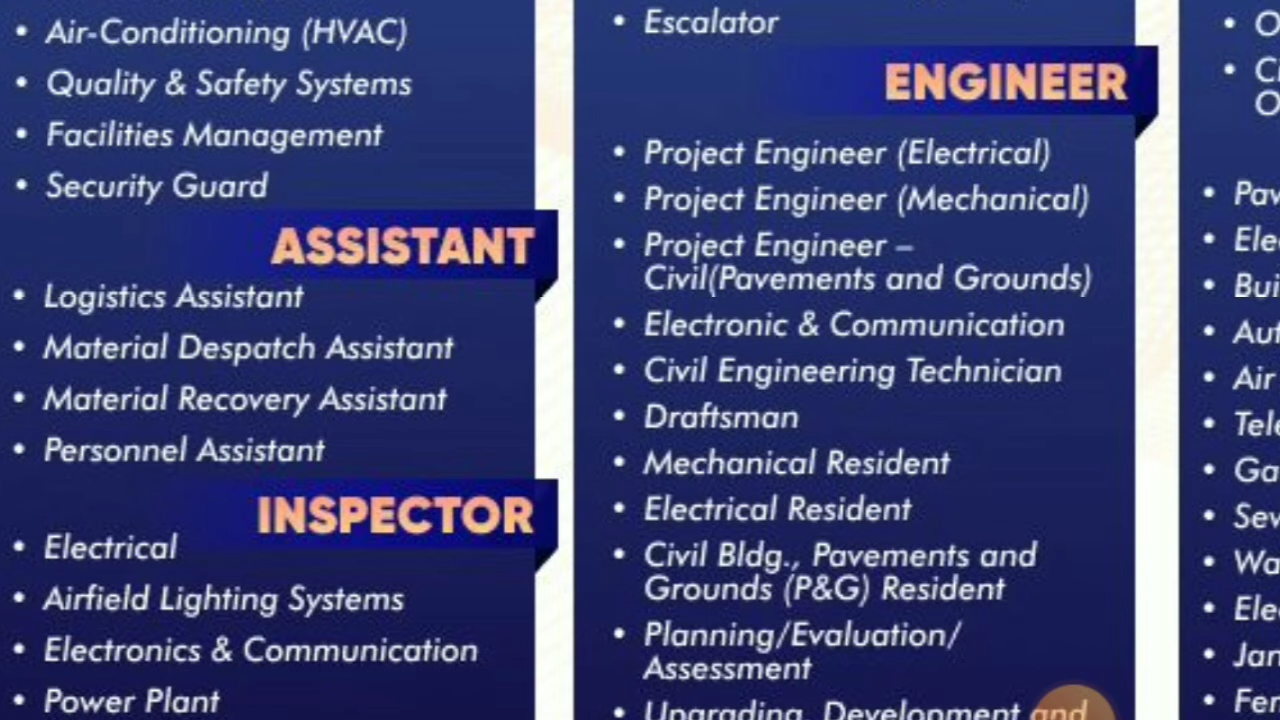 • Air-Conditioning (HVAC)
• Quality & Safety Systems
• Facilities Management
• Security Guard
ASSISTANT
• Logistics Assistant
• Material Despatch Assistant
• Material Recovery Assistant
• Personnel Assistant
INSPECTOR
• Electrical
• Airfield Lighting Systems
• Electronics & Communication
• Power Plant
• Escalator
ENGINEER
• Project Engineer (Electrical)
• Project Engineer (Mechanical)
• Project Engineer –
Civil(Pavements and Grounds)
• Electronic & Communication
• Civil Engineering Technician
• Draftsman
• Mechanical Resident
• Electrical Resident
• Civil Bldg., Pavements and
Grounds (P&G) Resident
• Planning/Evaluation/
Assessment
• Upgrading, Development and